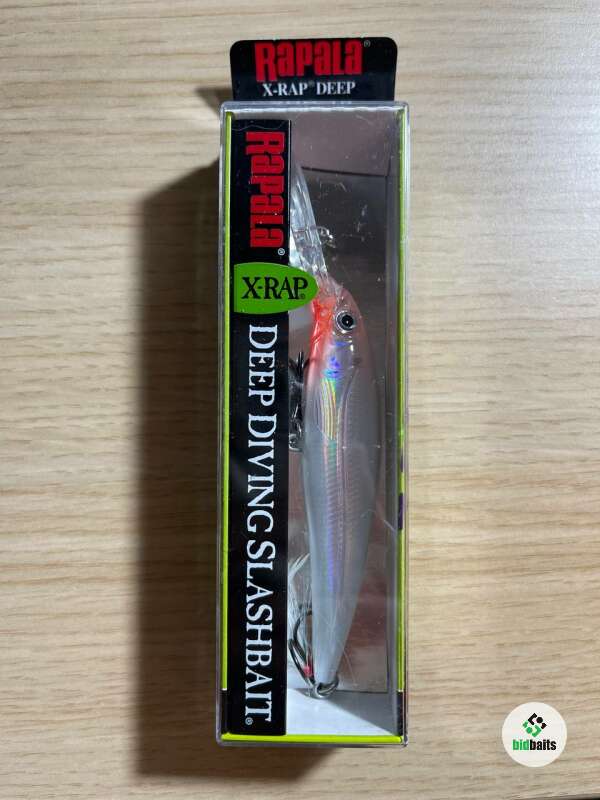 RAPALA®
X-RAP® DEEP
RAPALA®
X-RAP®
DEEP DIVING SLASHBAIT®
bidbaits